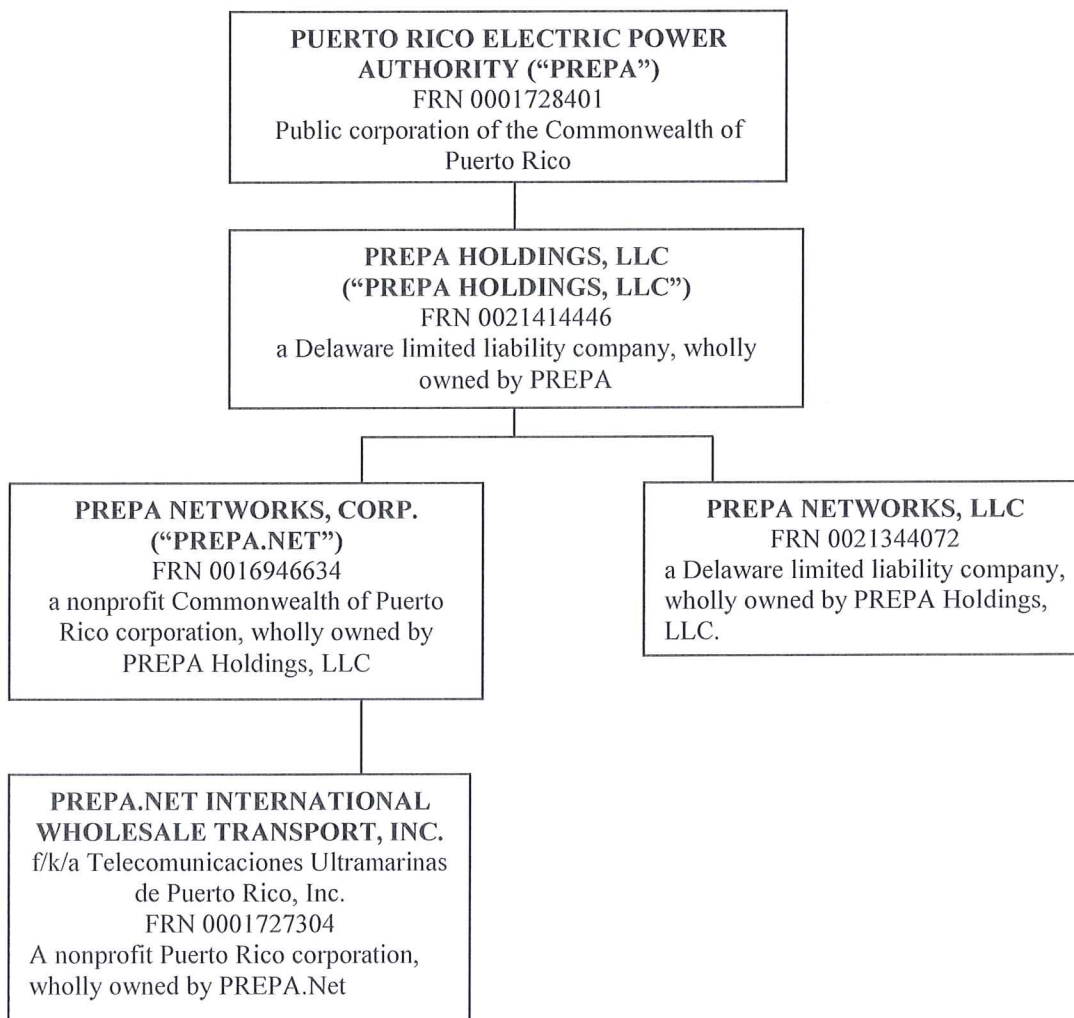 PUERTO RICO ELECTRIC POWER
AUTHORITY (“PREPA”)
FRN 0001728401
Public corporation of the Commonwealth of
Puerto Rico
PREPA HOLDINGS, LLC
(“PREPA HOLDINGS, LLC”)
FRN 0021414446
a Delaware limited liability company, wholly
owned by PREPA
PREPA NETWORKS, CORP.
(“PREPA.NET”)
FRN 0016946634
a nonprofit Commonwealth of Puerto
Rico corporation, wholly owned by
PREPA Holdings, LLC
PREPA NETWORKS, LLC
FRN 0021344072
a Delaware limited liability company,
wholly owned by PREPA Holdings,
LLC.
PREPA.NET INTERNATIONAL
WHOLESALE TRANSPORT, INC.
f/k/a Telecomunicaciones Ultramarinas
de Puerto Rico, Inc.
FRN 0001727304
A nonprofit Puerto Rico corporation,
wholly owned by PREPA.Net